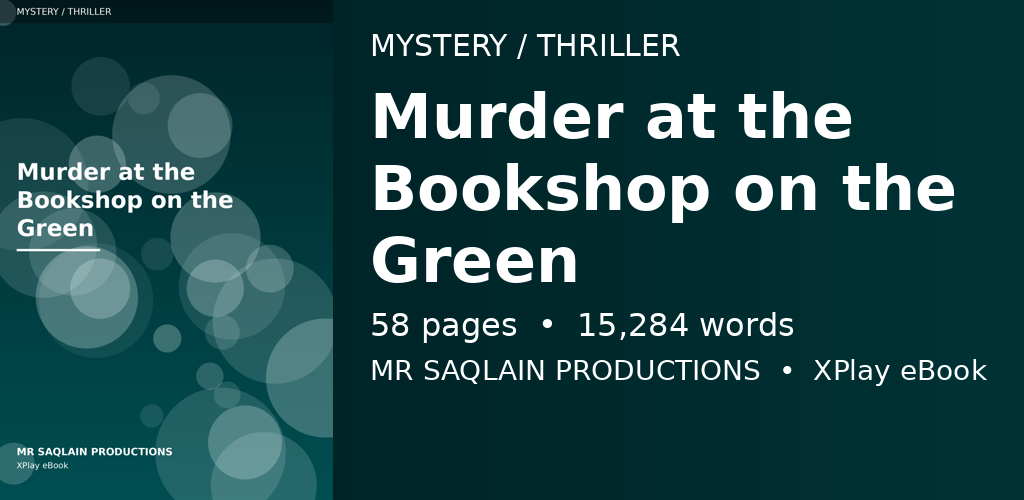 MYSTERY / THRILLER
Murder at the
Bookshop on the
Green
MR SAQLAIN PRODUCTIONS
XPlay eBook
MYSTERY / THRILLER
Murder at the
Bookshop on the
Green
58 pages • 15,284 words
MR SAQLAIN PRODUCTIONS • XPlay eBook